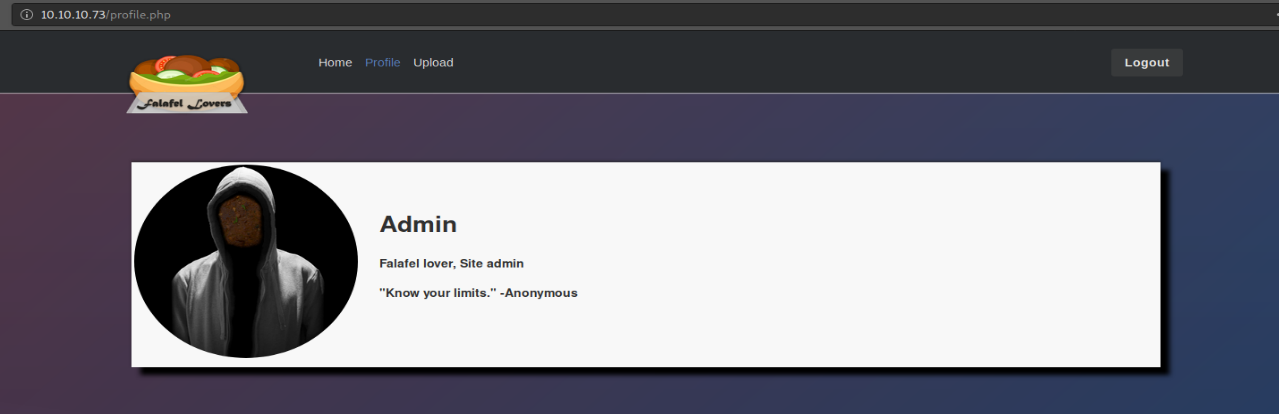 10.10.10.73/profile.php
Home Profile Upload Logout
Falafel Lovers
Admin
Falafel lover, Site admin
"Know your limits." -Anonymous